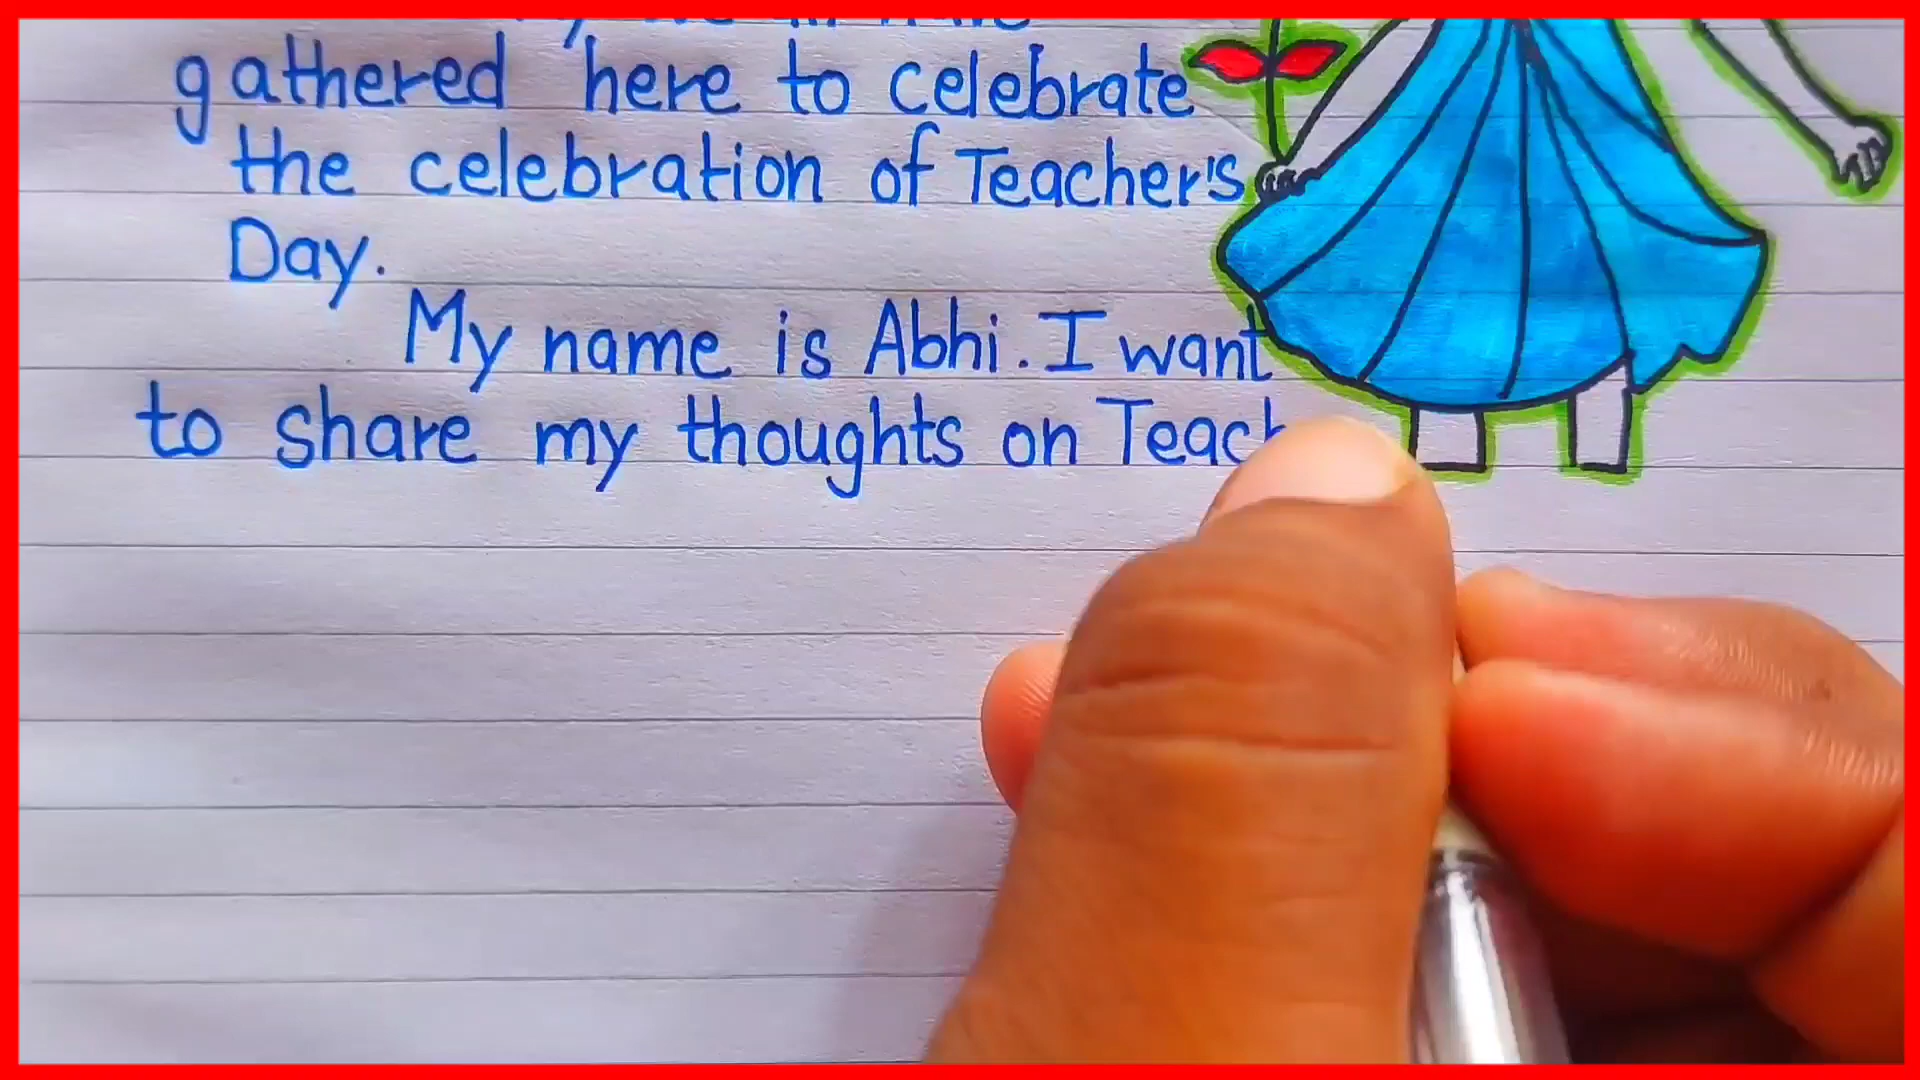 gathered here to celebrate
the celebration of Teacher's
Day.
My name is Abhi. I want
to share my thoughts on Teach